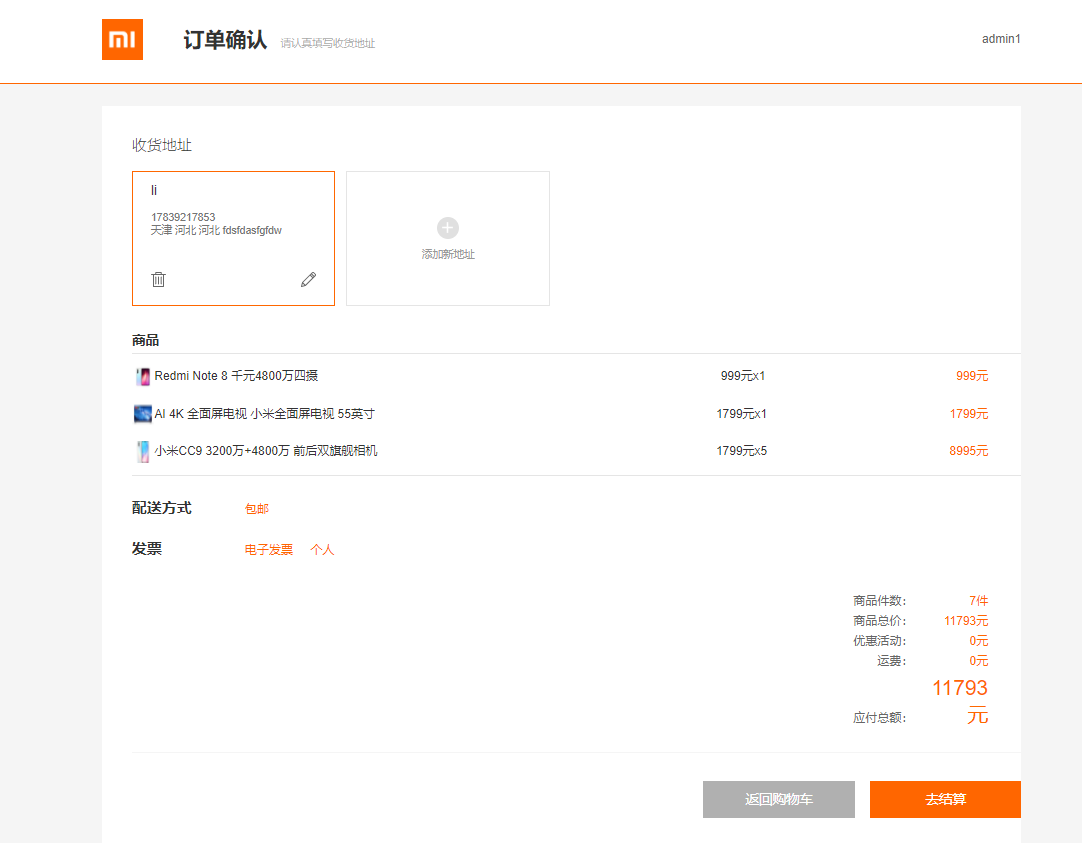 mi
订单确认 请认真填写收货地址
admin1
收货地址
li
17839217853
天津 河北 河北 fdsfdasfgfdw
添加新地址
商品
Redmi Note 8 千元4800万四摄 999元x1 999元
AI 4K 全面屏电视 小米全面屏电视 55英寸 1799元x1 1799元
小米CC9 3200万+4800万 前后双旗舰相机 1799元x5 8995元
配送方式 包邮
发票 电子发票 个人
商品件数： 7件
商品总价： 11793元
优惠活动： 0元
运费： 0元
应付总额： 11793
元
返回购物车 去结算